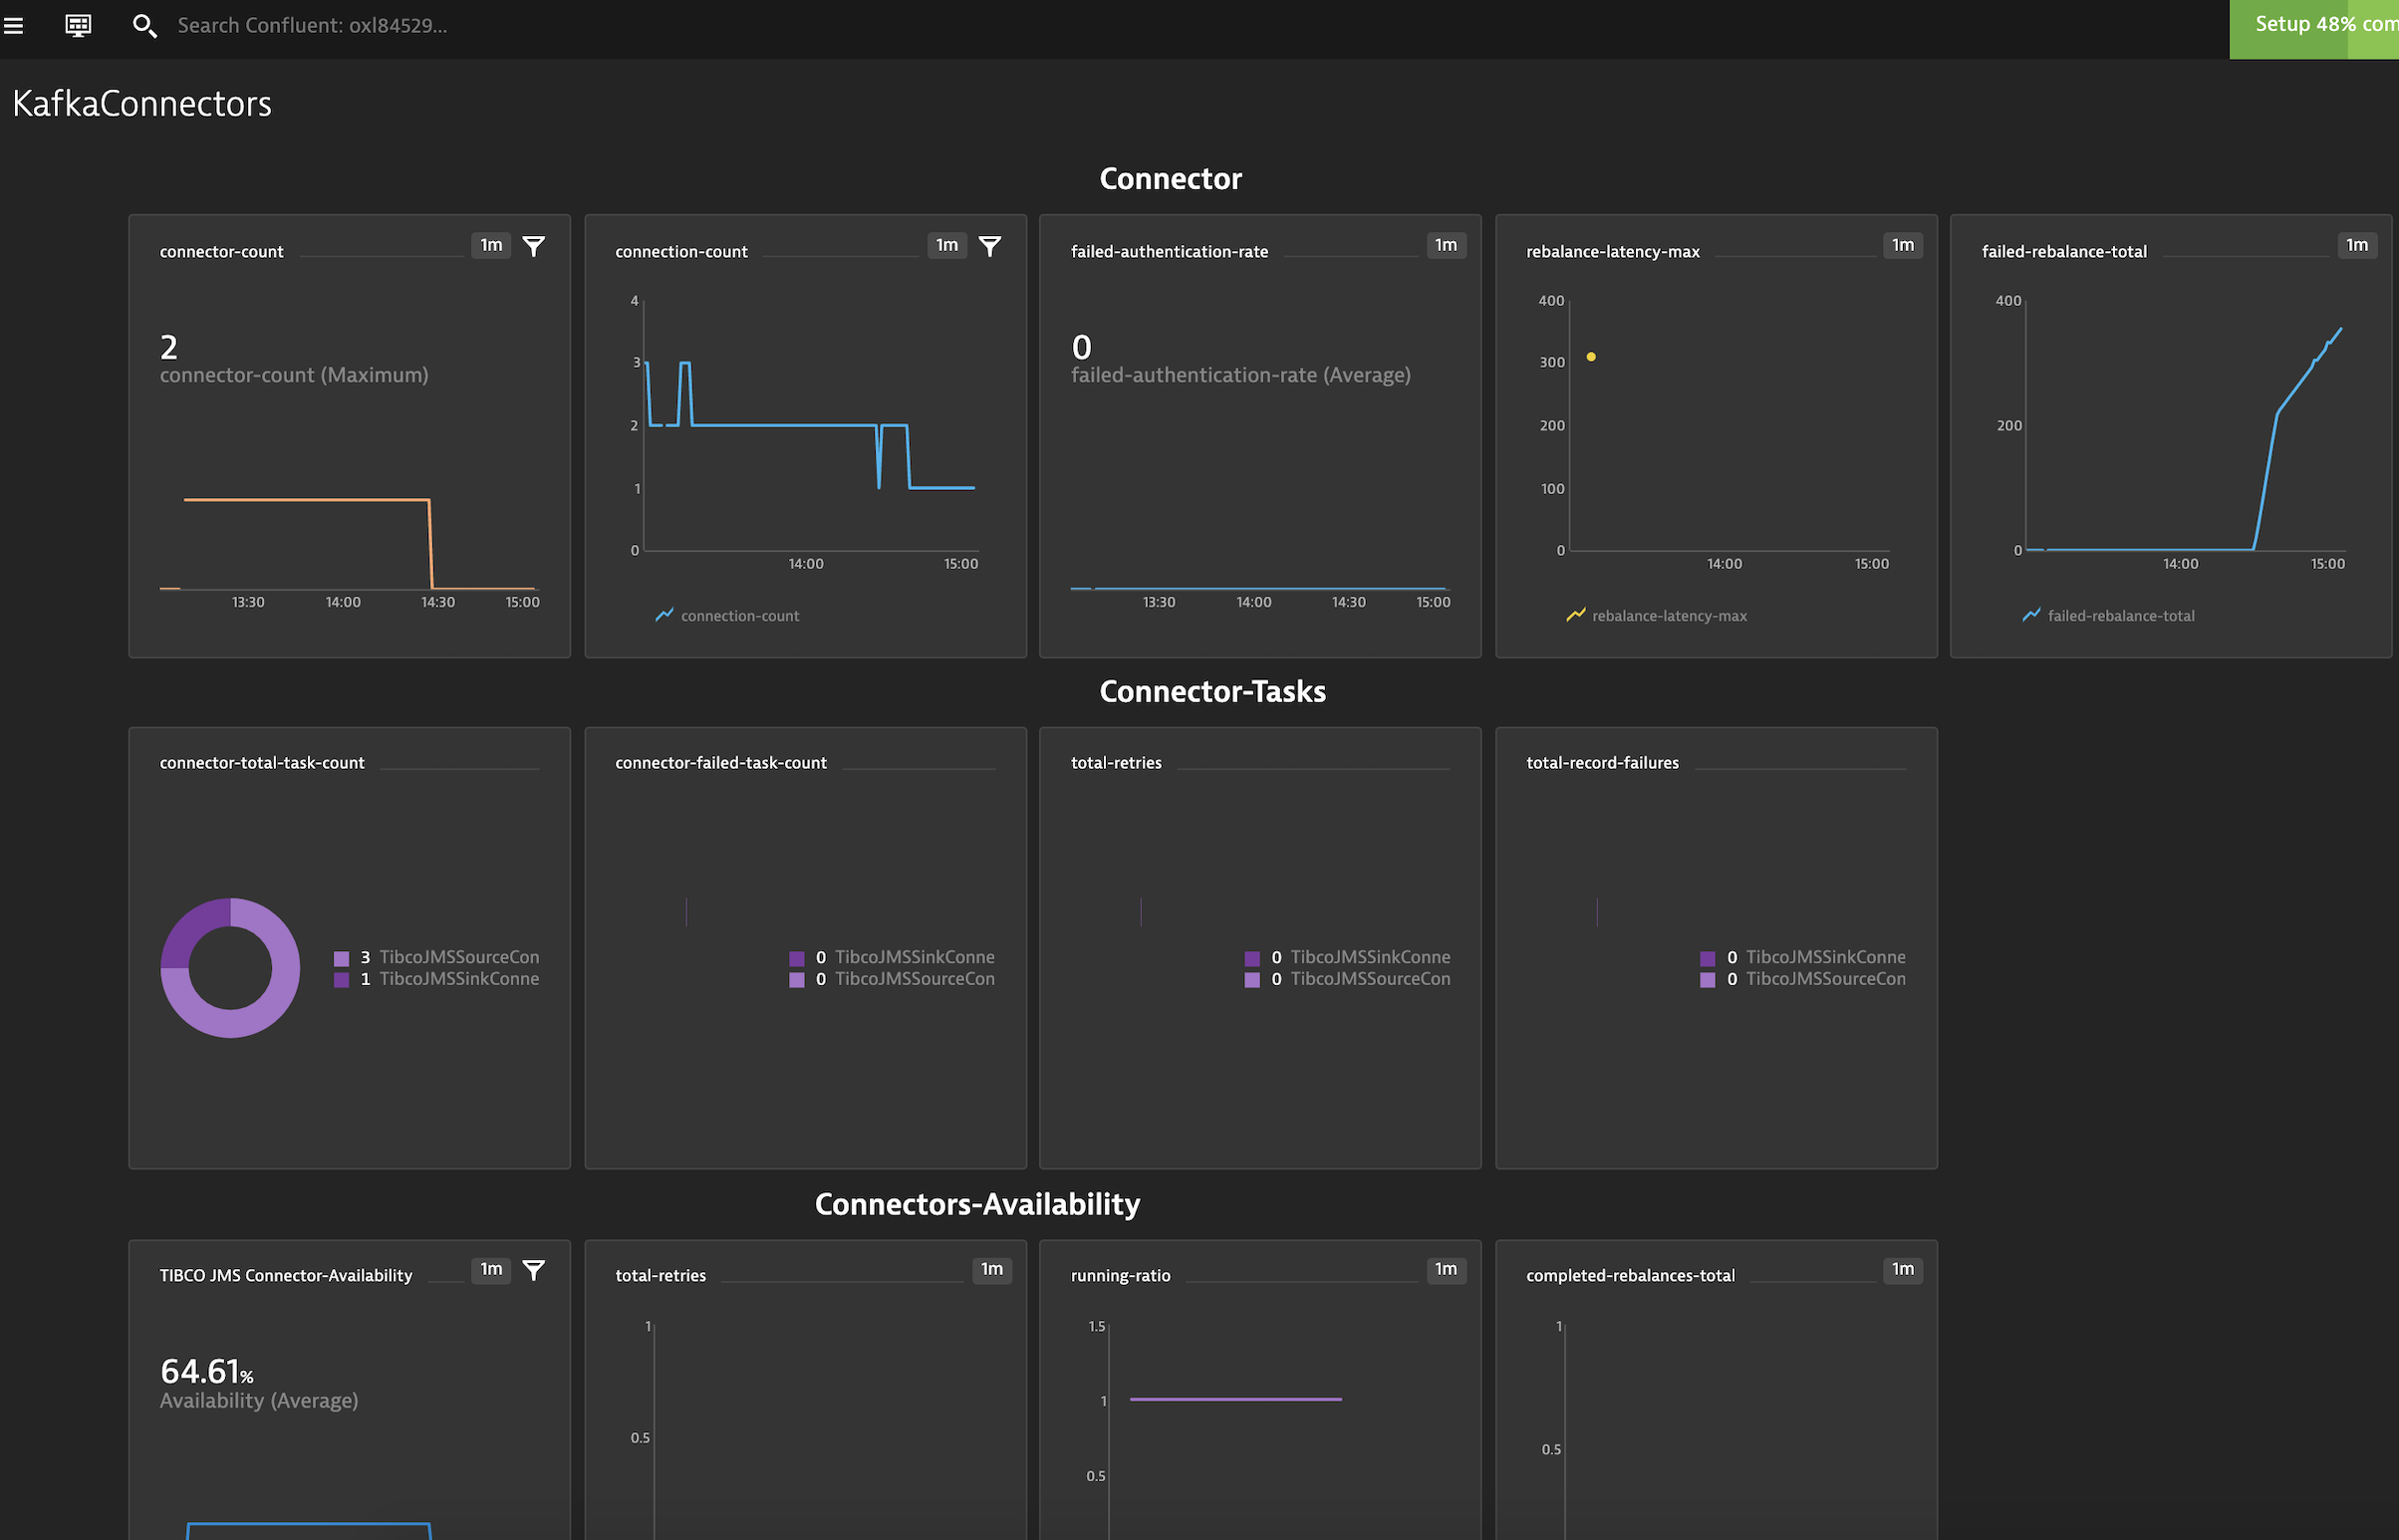 Search Confluent: oxl84529...
Setup 48% com
KafkaConnectors
Connector
connector-count
1m
2
connector-count (Maximum)
13:30
14:00
14:30
15:00
connection-count
1m
4
3
2
1
0
14:00
15:00
connection-count
failed-authentication-rate
1m
0
failed-authentication-rate (Average)
13:30
14:00
14:30
15:00
rebalance-latency-max
1m
400
300
200
100
0
14:00
15:00
rebalance-latency-max
failed-rebalance-total
1m
400
200
0
14:00
15:00
failed-rebalance-total
Connector-Tasks
connector-total-task-count
3 TibcoJMSSourceCon
1 TibcoJMSSinkConne
connector-failed-task-count
0 TibcoJMSSinkConne
0 TibcoJMSSourceCon
total-retries
0 TibcoJMSSinkConne
0 TibcoJMSSourceCon
total-record-failures
0 TibcoJMSSinkConne
0 TibcoJMSSourceCon
Connectors-Availability
TIBCO JMS Connector-Availability
1m
64.61%
Availability (Average)
total-retries
1m
1
0.5
running-ratio
1m
1.5
1
0.5
completed-rebalances-total
1m
1
0.5